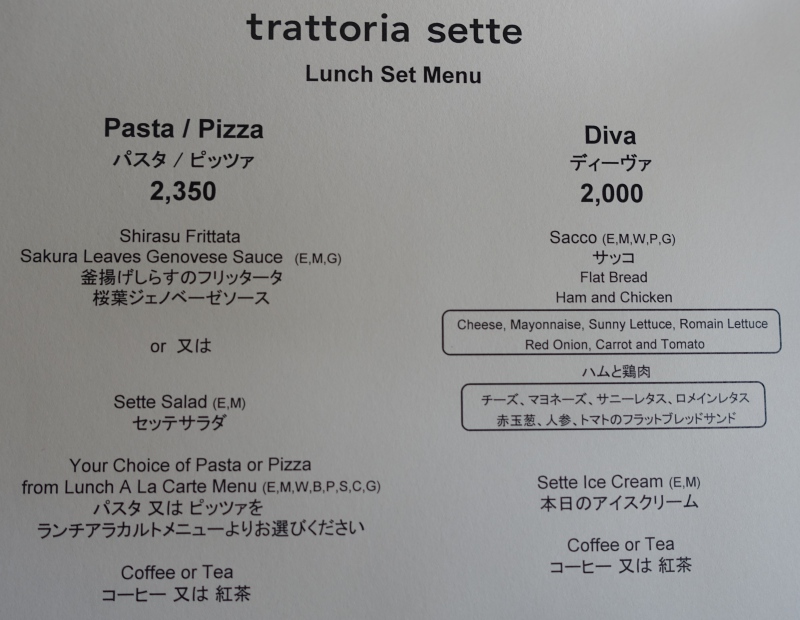 trattoria sette
Lunch Set Menu
Pasta / Pizza
パスタ / ピッツァ
2,350
Shirasu Frittata
Sakura Leaves Genovese Sauce (E,M,G)
釜揚げしらすのフリッタータ
桜葉ジェノベーゼソース
or 又は
Sette Salad (E,M)
セッテサラダ
Your Choice of Pasta or Pizza
from Lunch A La Carte Menu (E,M,W,B,P,S,C,G)
パスタ 又は ピッツァを
ランチアラカルトメニューよりお選びください
Coffee or Tea
コーヒー 又は 紅茶
Diva
ディーヴァ
2,000
Sacco (E,M,W,P,G)
サッコ
Flat Bread
Ham and Chicken
Cheese, Mayonnaise, Sunny Lettuce, Romain Lettuce
Red Onion, Carrot and Tomato
ハムと鶏肉
チーズ、マヨネーズ、サニーレタス、ロメインレタス
赤玉葱、人参、トマトのフラットブレッドサンド
Sette Ice Cream (E,M)
本日のアイスクリーム
Coffee or Tea
コーヒー 又は 紅茶